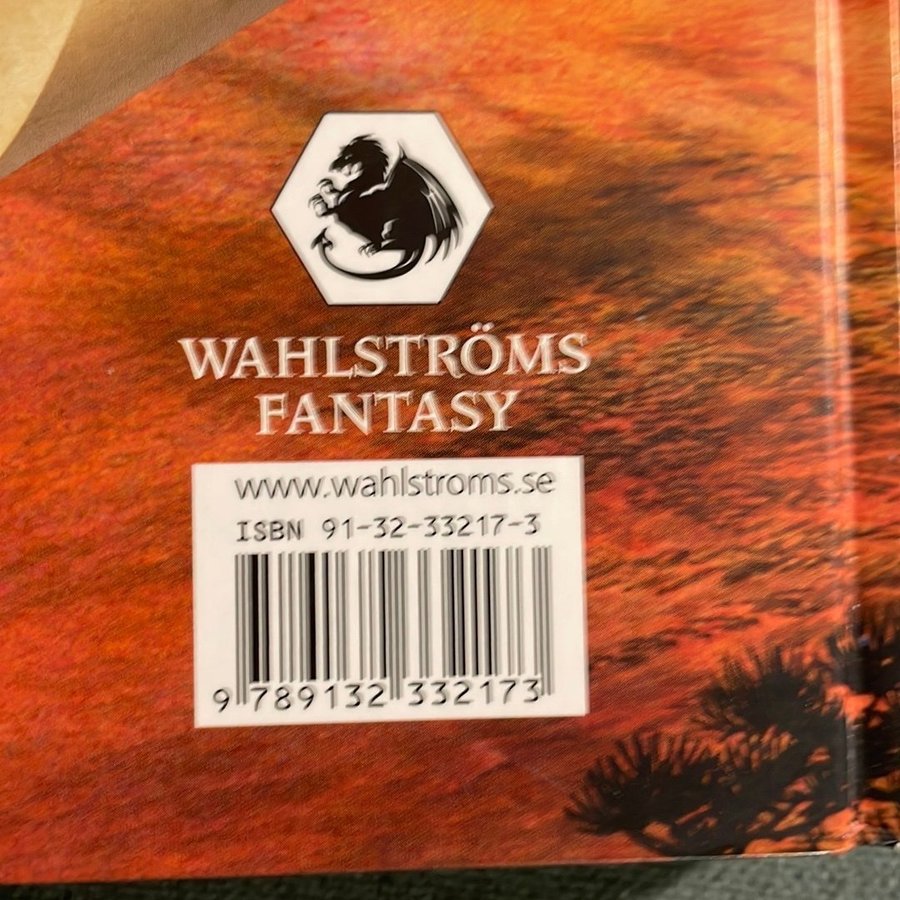 WAHLSTRÖMS
FANTASY
www.wahlstroms.se
ISBN 91-32-33217-3
9 789132 332173